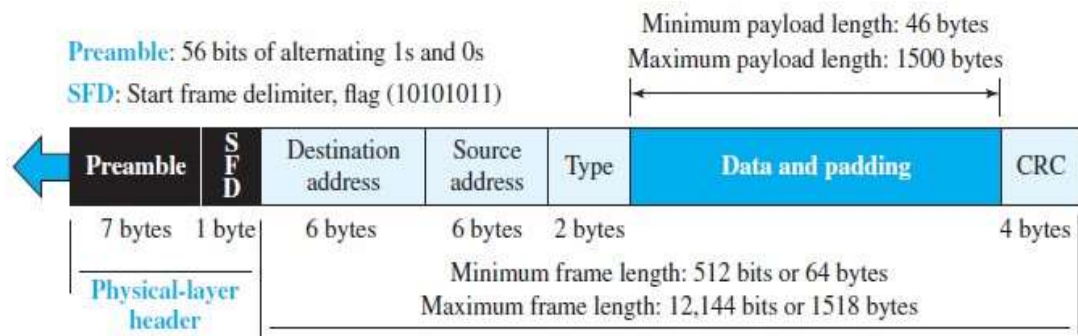 Minimum payload length: 46 bytes
Preamble: 56 bits of alternating 1s and 0s
Maximum payload length: 1500 bytes
SFD: Start frame delimiter, flag (10101011)
Preamble
SFD
Destination address
Source address
Type
Data and padding
CRC
7 bytes
1 byte
6 bytes
6 bytes
2 bytes
4 bytes
Physical-layer header
Minimum frame length: 512 bits or 64 bytes
Maximum frame length: 12,144 bits or 1518 bytes